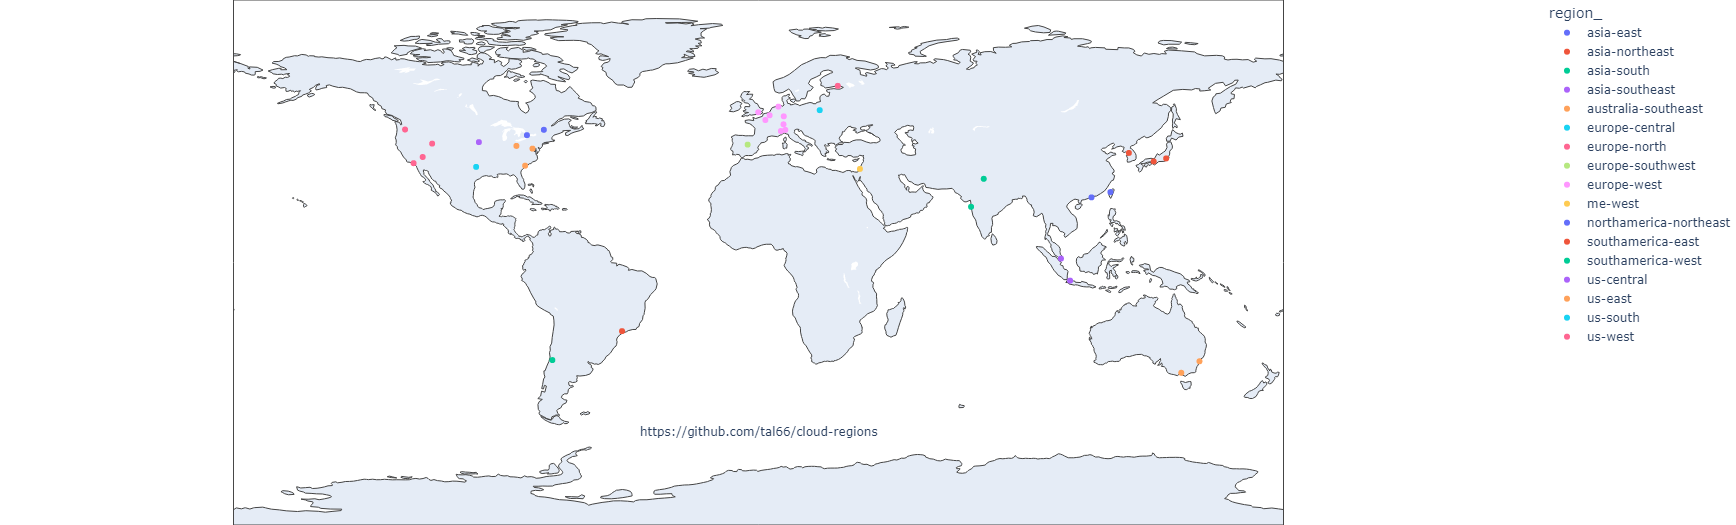 region_
asia-east
asia-northeast
asia-south
asia-southeast
australia-southeast
europe-central
europe-north
europe-southwest
europe-west
me-west
northamerica-northeast
southamerica-east
southamerica-west
us-central
us-east
us-south
us-west
https://github.com/tal66/cloud-regions